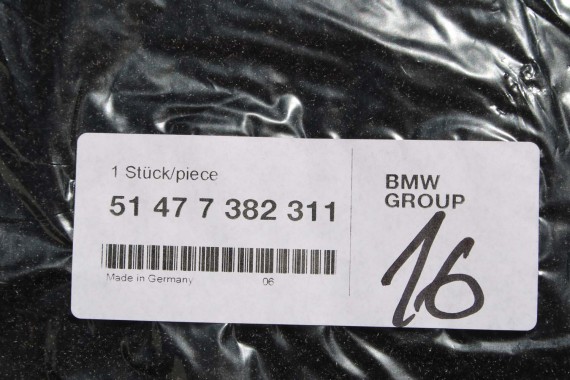 1 Stück/piece
51 47 7 382 311
Made in Germany 06
BMW
GROUP
16